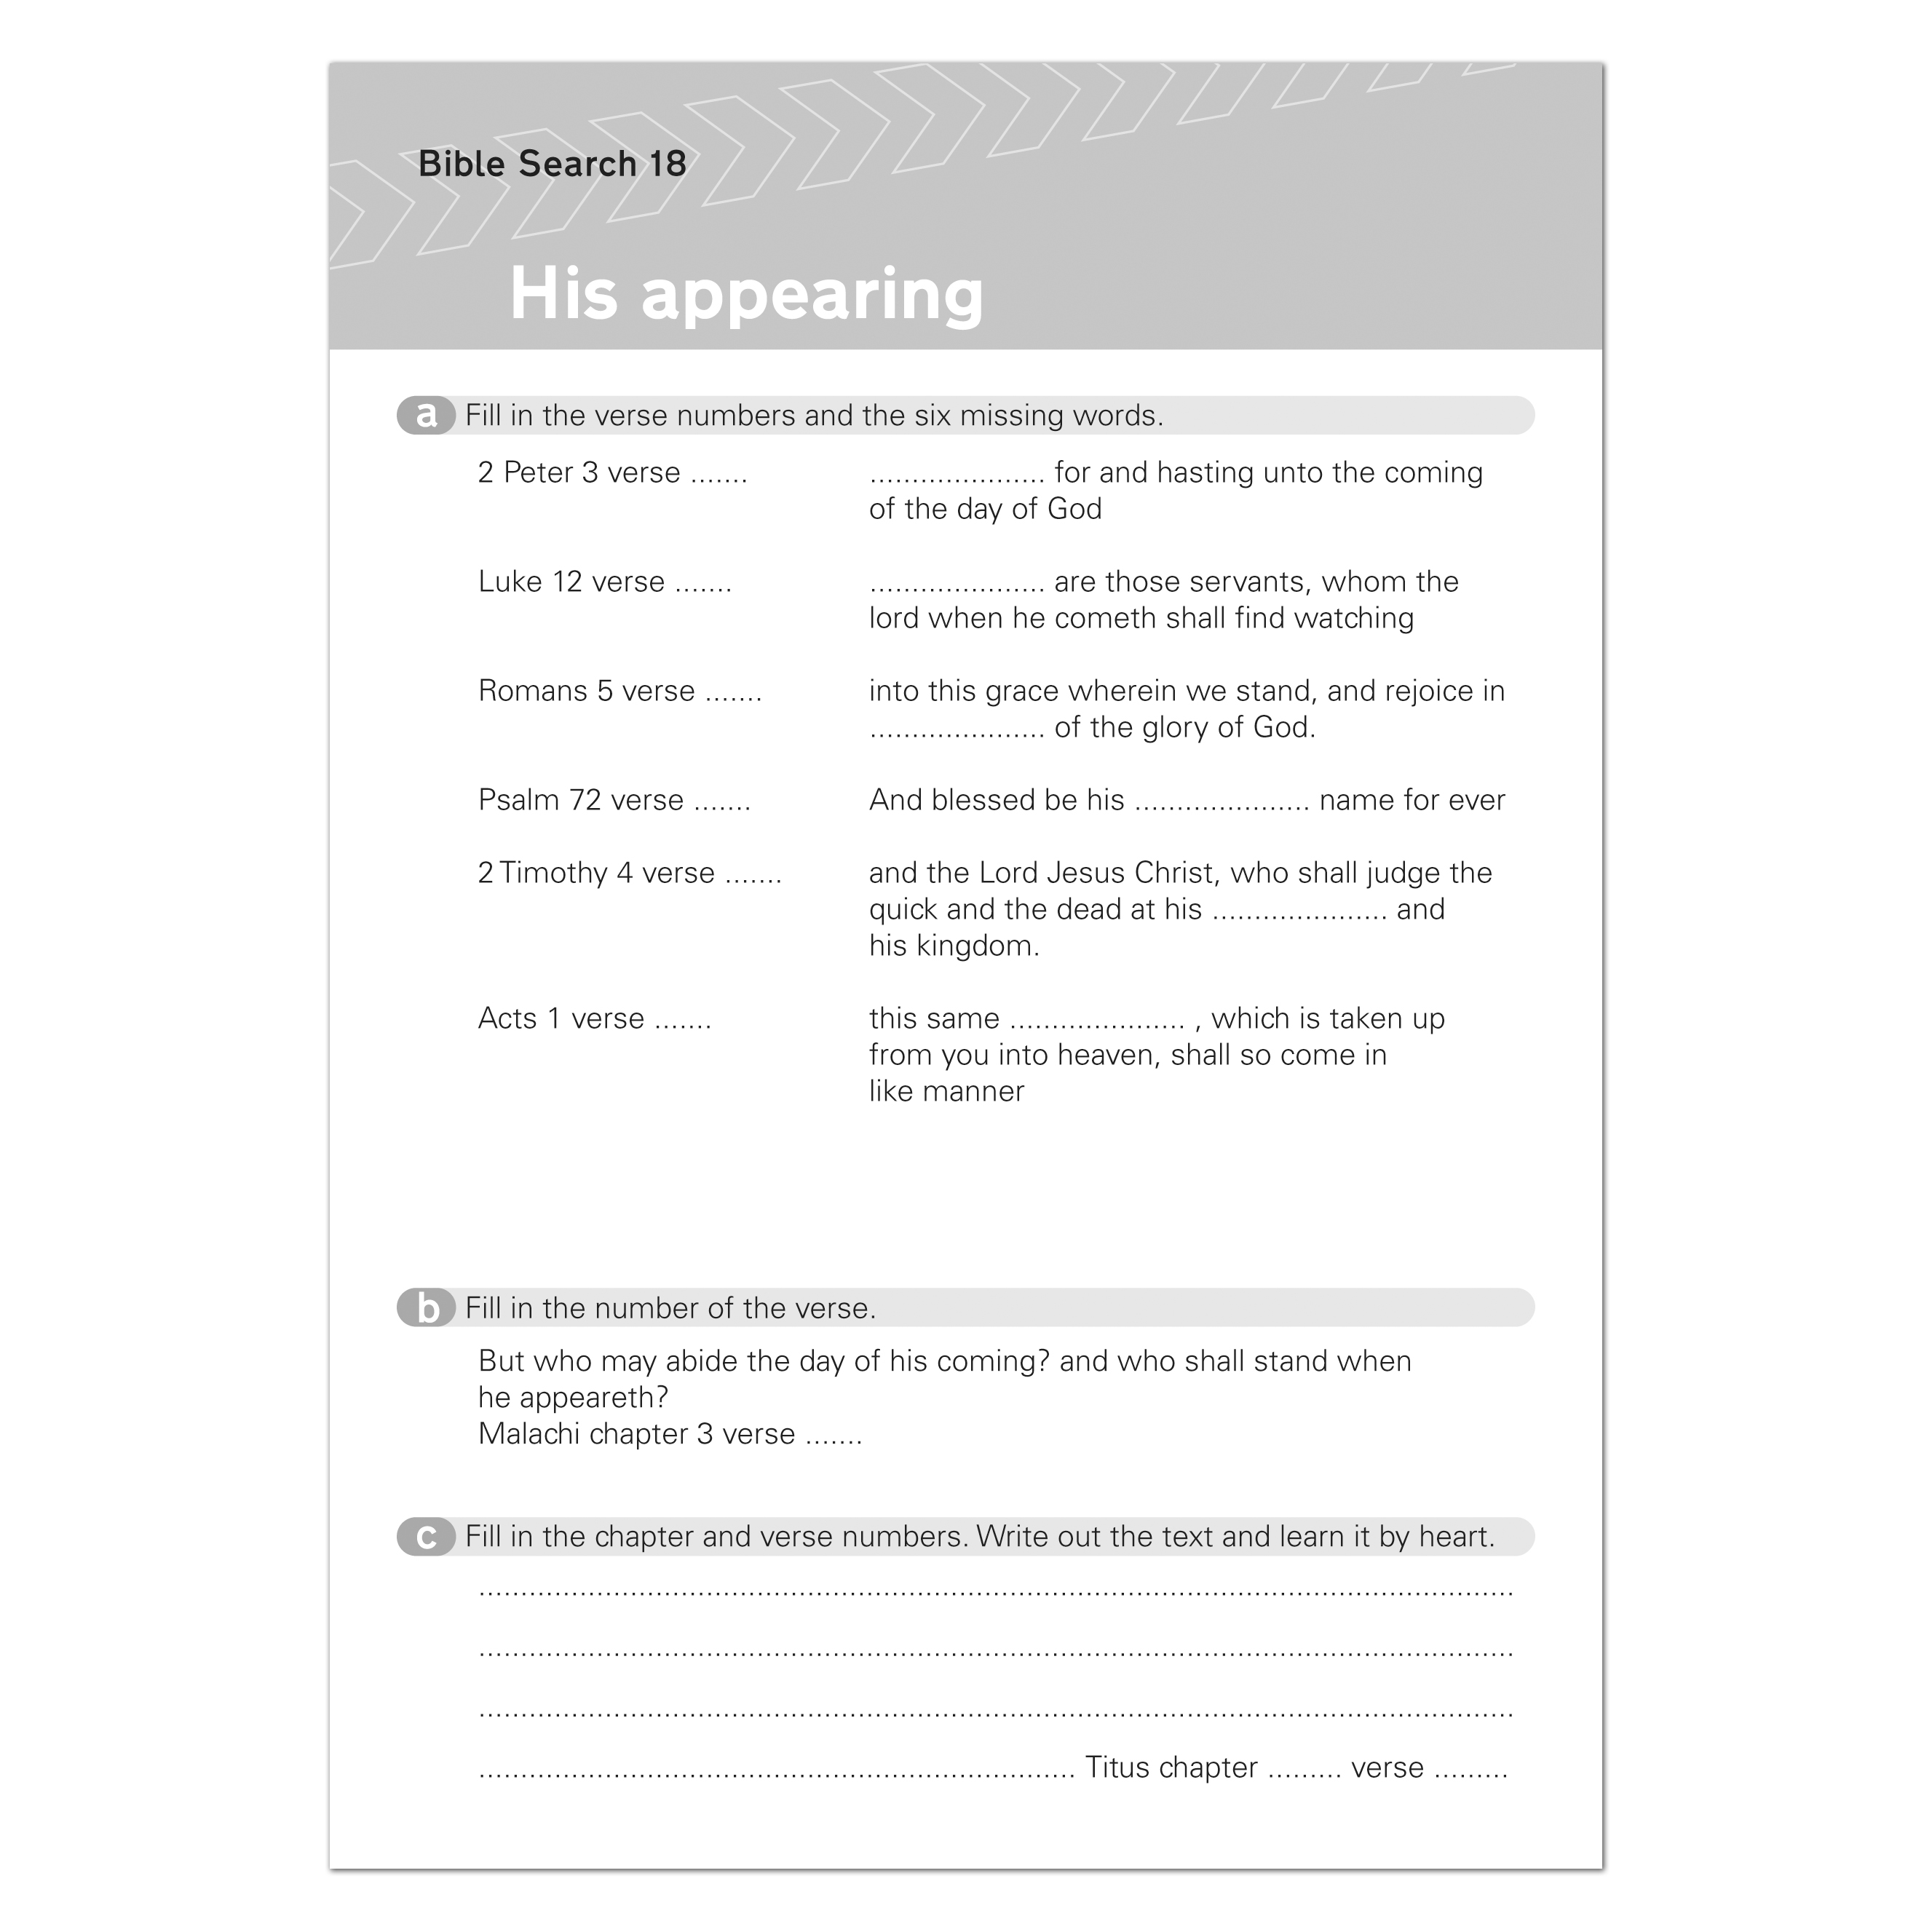 Bible Search 18
His appearing
a Fill in the verse numbers and the six missing words.
2 Peter 3 verse ....... ..................... for and hasting unto the coming
of the day of God
Luke 12 verse ....... ..................... are those servants, whom the
lord when he cometh shall find watching
Romans 5 verse ....... into this grace wherein we stand, and rejoice in
..................... of the glory of God.
Psalm 72 verse ....... And blessed be his ..................... name for ever
2 Timothy 4 verse ....... and the Lord Jesus Christ, who shall judge the
quick and the dead at his ..................... and
his kingdom.
Acts 1 verse ....... this same ..................... , which is taken up
from you into heaven, shall so come in
like manner
b Fill in the number of the verse.
But who may abide the day of his coming? and who shall stand when
he appeareth?
Malachi chapter 3 verse .......
c Fill in the chapter and verse numbers. Write out the text and learn it by heart.
............................................................................................................................
............................................................................................................................
............................................................................................................................
....................................................................... Titus chapter ......... verse .........